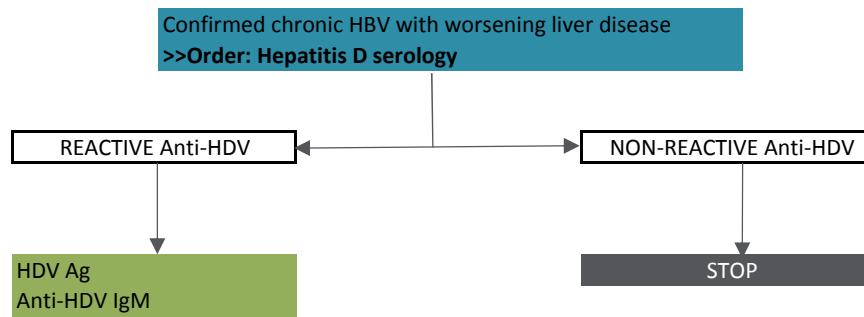 Confirmed chronic HBV with worsening liver disease
>>Order: Hepatitis D serology
REACTIVE Anti-HDV
NON-REACTIVE Anti-HDV
HDV Ag
Anti-HDV IgM
STOP